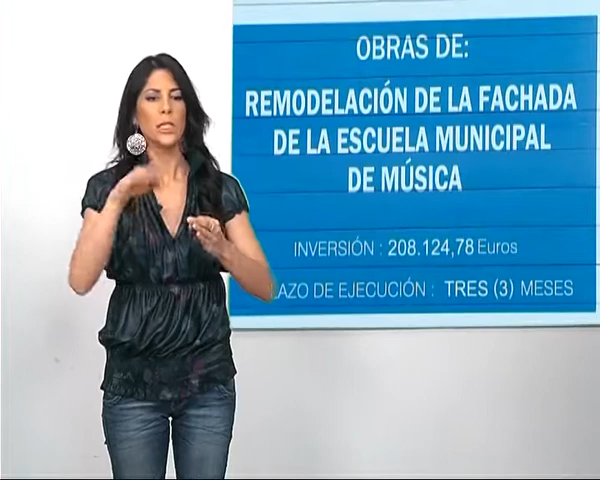 OBRAS DE:
REMODELACIÓN DE LA FACHADA
DE LA ESCUELA MUNICIPAL
DE MÚSICA
INVERSIÓN : 208.124,78 Euros
DE EJECUCIÓN : TRES (3) MESES